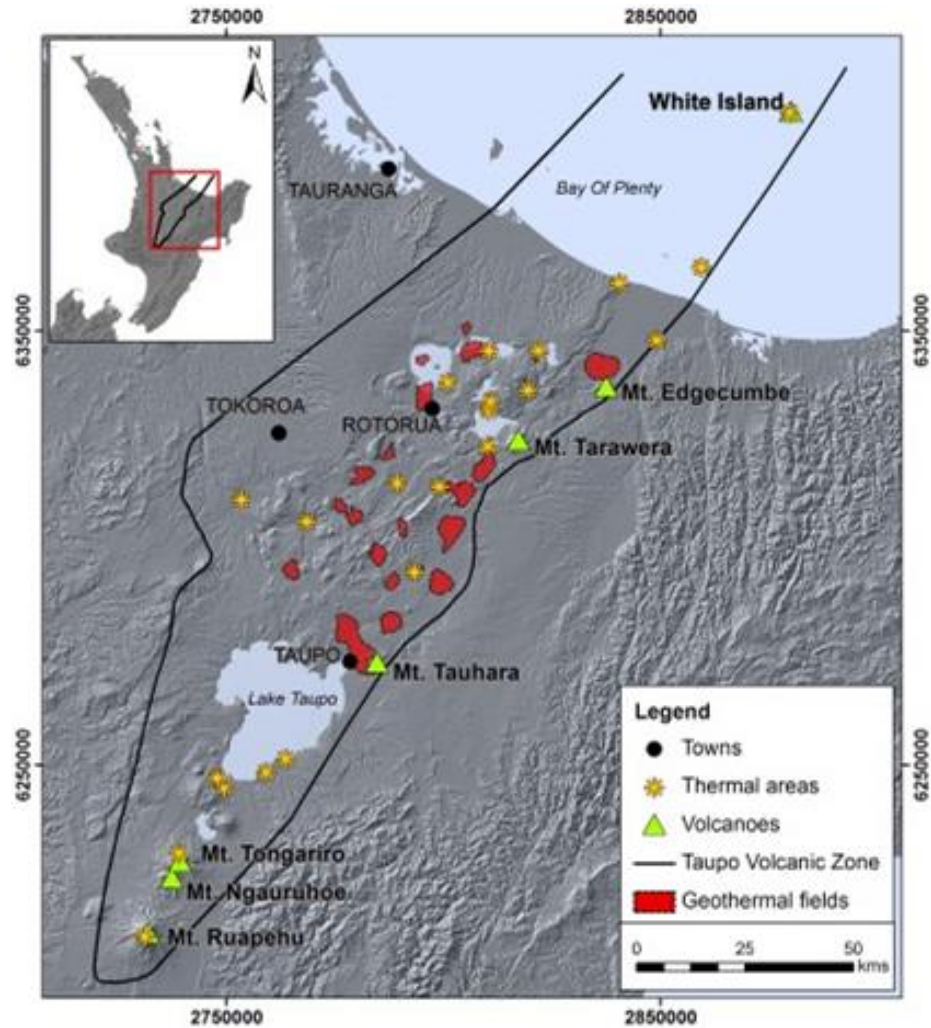 2750000
2850000
N
White Island
TAURANGA
Bay Of Plenty
6350000
6350000
Mt. Edgecumbe
TOKOROA
ROTORUA
Mt. Tarawera
TAUPO
Mt. Tauhara
Lake Taupo
6250000
6250000
Legend
Towns
Thermal areas
Volcanoes
Taupo Volcanic Zone
Geothermal fields
0 25 50
kms
Mt. Tongariro
Mt. Ngauruhoe
Mt. Ruapehu
2750000
2850000